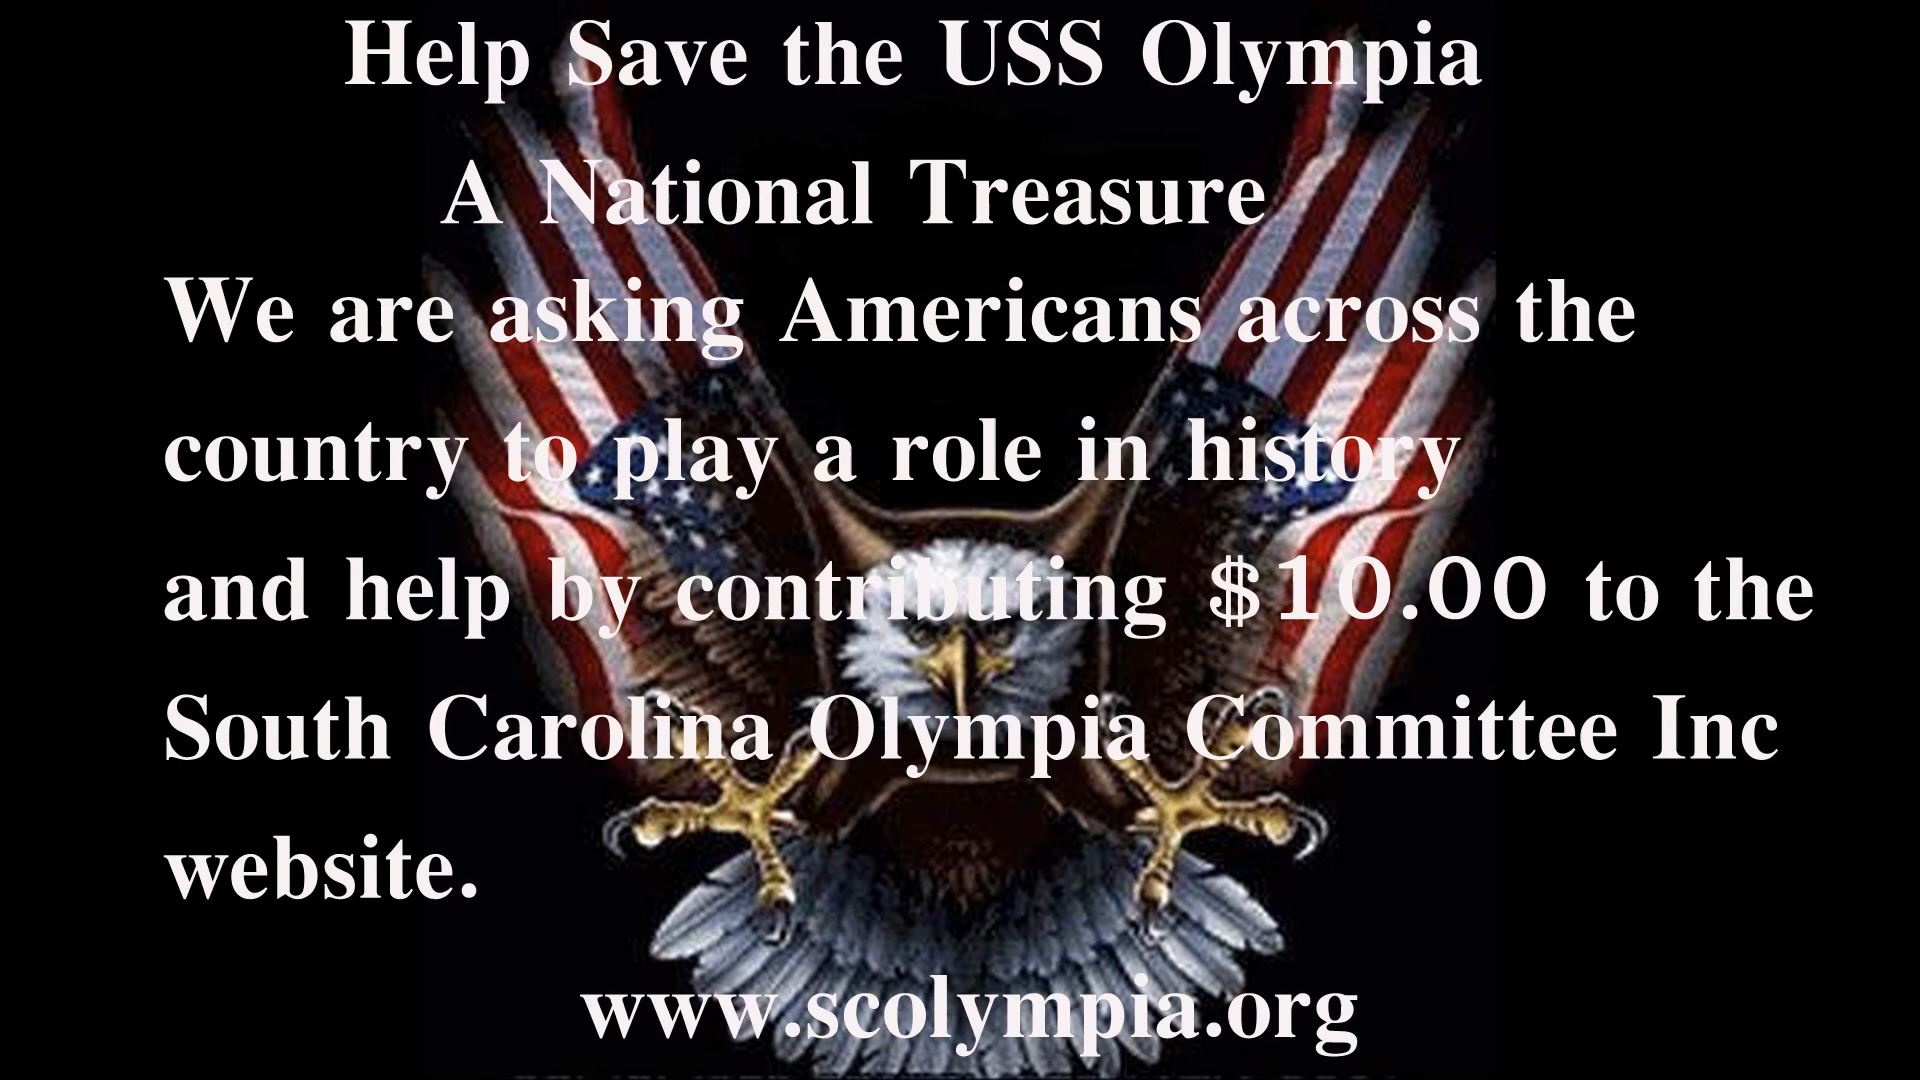 Help Save the USS Olympia
A National Treasure
We are asking Americans across the
country to play a role in history
and help by contributing $10.00 to the
South Carolina Olympia Committee Inc
website.
www.scolympia.org